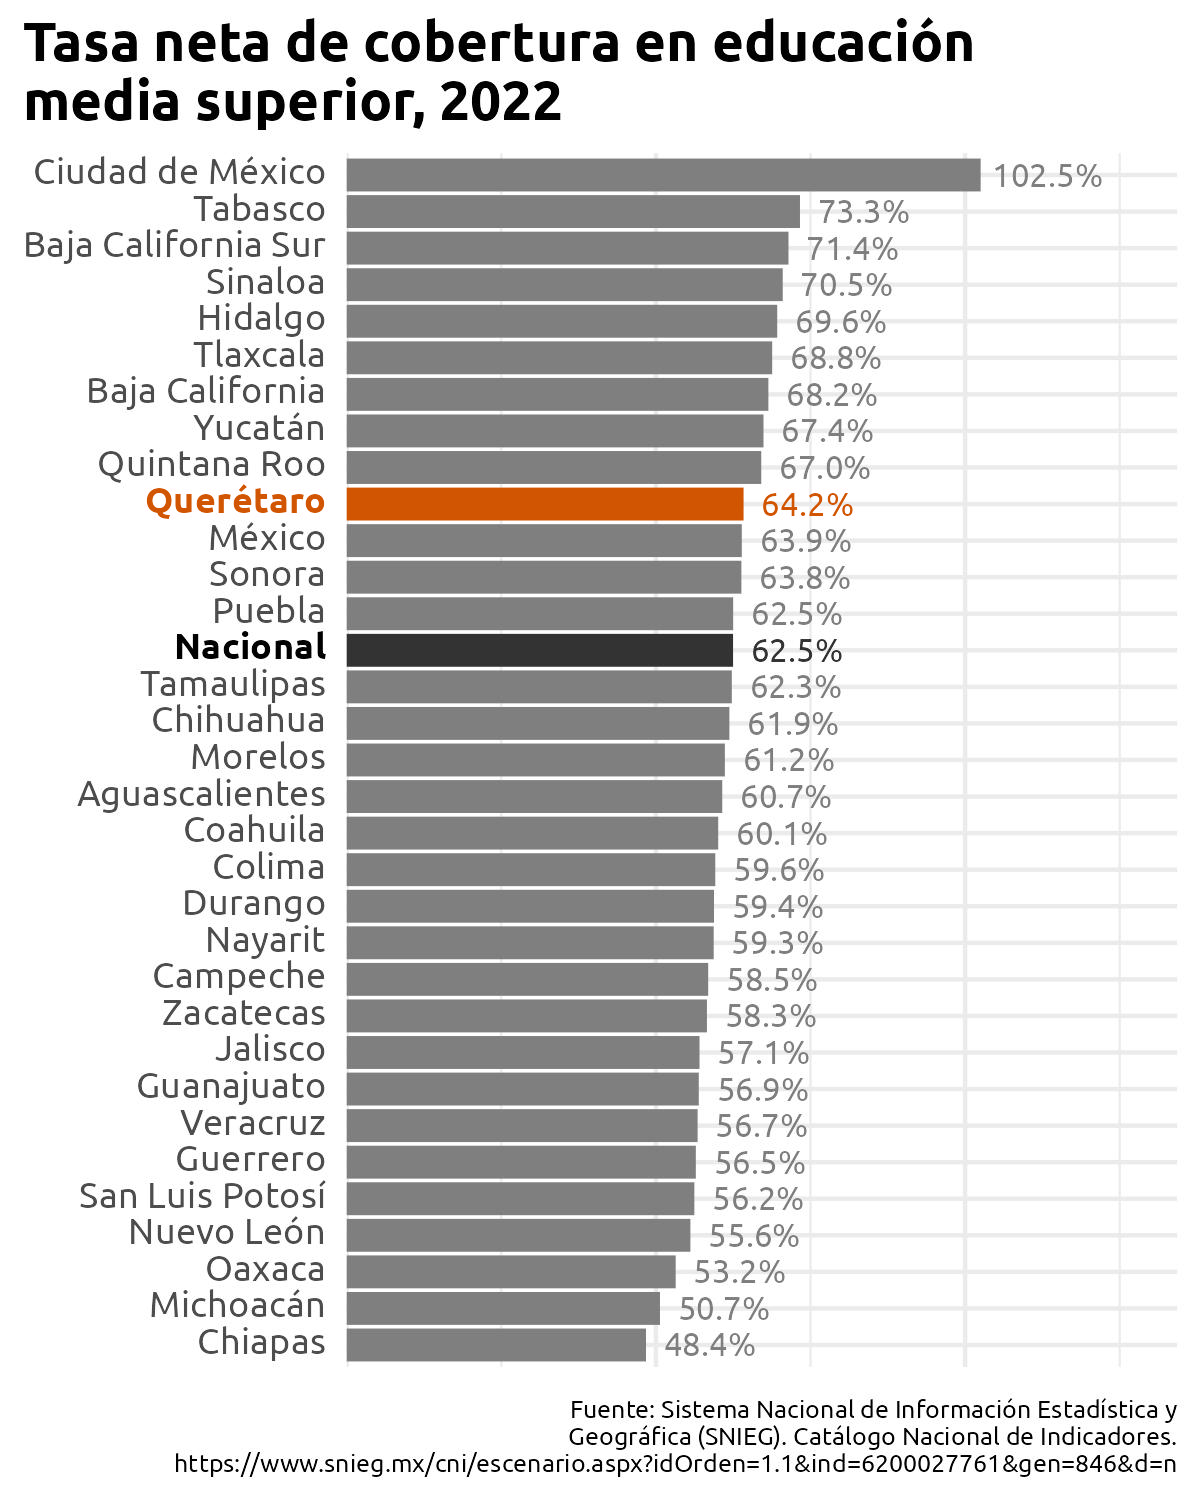 Tasa neta de cobertura en educación
media superior, 2022
Ciudad de México 102.5%
Tabasco 73.3%
Baja California Sur 71.4%
Sinaloa 70.5%
Hidalgo 69.6%
Tlaxcala 68.8%
Baja California 68.2%
Yucatán 67.4%
Quintana Roo 67.0%
Querétaro 64.2%
México 63.9%
Sonora 63.8%
Puebla 62.5%
Nacional 62.5%
Tamaulipas 62.3%
Chihuahua 61.9%
Morelos 61.2%
Aguascalientes 60.7%
Coahuila 60.1%
Colima 59.6%
Durango 59.4%
Nayarit 59.3%
Campeche 58.5%
Zacatecas 58.3%
Jalisco 57.1%
Guanajuato 56.9%
Veracruz 56.7%
Guerrero 56.5%
San Luis Potosí 56.2%
Nuevo León 55.6%
Oaxaca 53.2%
Michoacán 50.7%
Chiapas 48.4%
Fuente: Sistema Nacional de Información Estadística y
Geográfica (SNIEG). Catálogo Nacional de Indicadores.
https://www.snieg.mx/cni/escenario.aspx?idOrden=1.1&ind=6200027761&gen=846&d=n